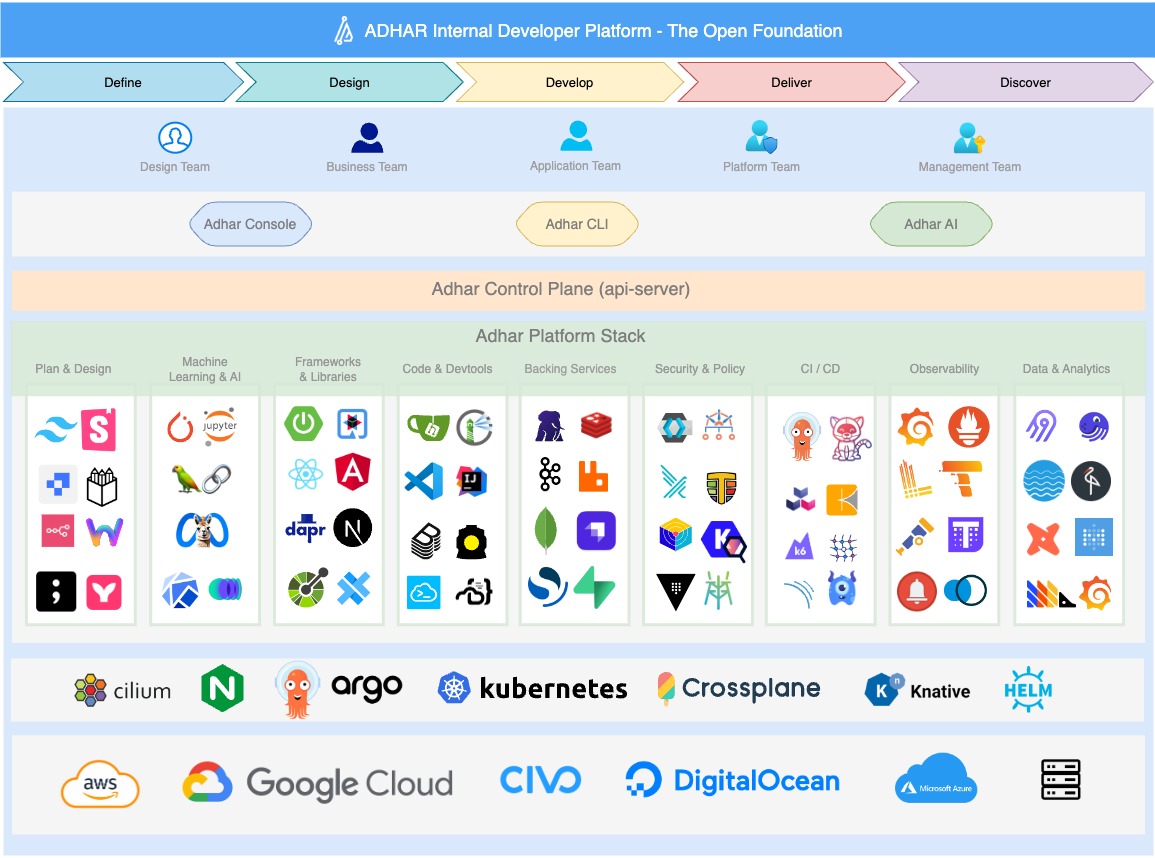 ADHAR Internal Developer Platform - The Open Foundation
Define
Design
Develop
Deliver
Discover
Design Team
Business Team
Application Team
Platform Team
Management Team
Adhar Console
Adhar CLI
Adhar AI
Adhar Control Plane (api-server)
Adhar Platform Stack
Plan & Design
Machine
Learning & AI
Frameworks
& Libraries
Code & Devtools
Backing Services
Security & Policy
CI / CD
Observability
Data & Analytics
S
jupyter
A
IJ
dapr
N
K
T
k6
;
Y
N
cilium
argo
kubernetes
Crossplane
K
n
Knative
HELM
aws
Google Cloud
CIVO
DigitalOcean
Microsoft Azure